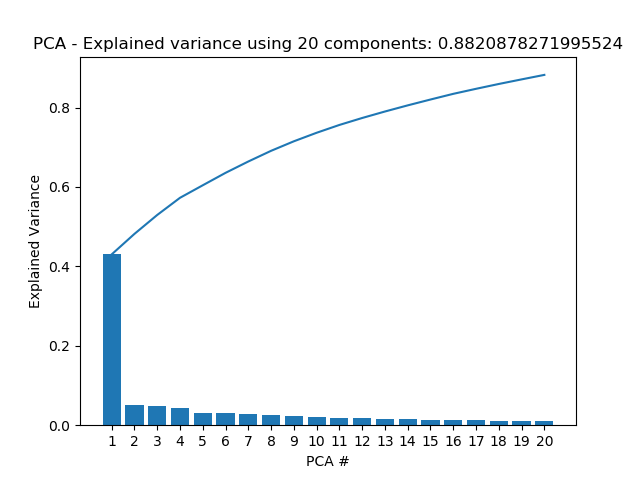 PCA - Explained variance using 20 components: 0.8820878271995524
0.8
0.6
0.4
0.2
0.0
Explained Variance
1 2 3 4 5 6 7 8 9 10 11 12 13 14 15 16 17 18 19 20
PCA #